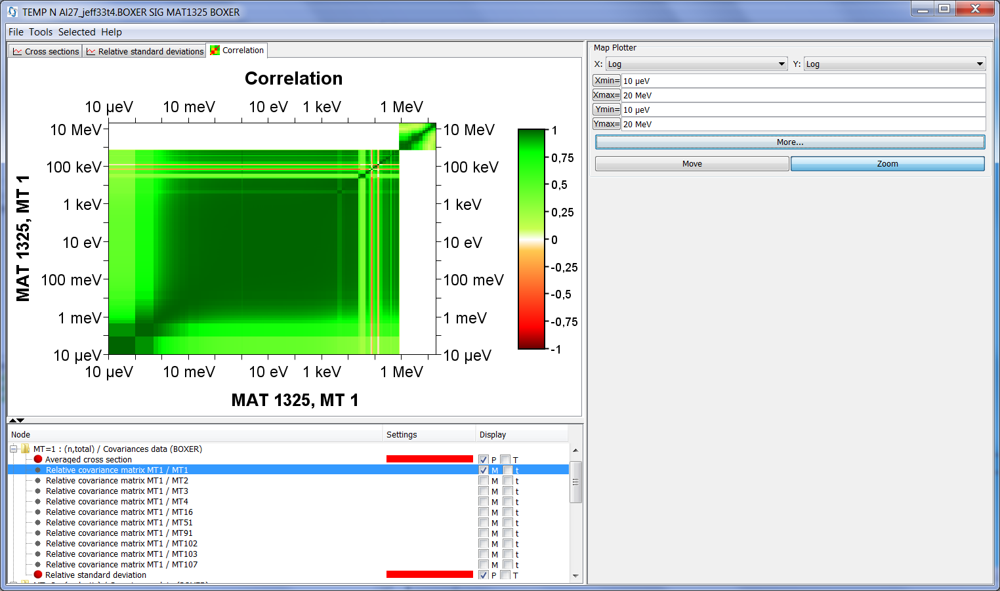 TEMP N Al27_jeff33t4.BOXER SIG MAT1325 BOXER
File Tools Selected Help
Cross sections Relative standard deviations Correlation
Correlation
10 µeV 10 meV 10 eV 1 keV 1 MeV
10 MeV 10 MeV 1
100 keV 100 keV 0,75
1 keV 1 keV 0,5
0,25
10 eV 10 eV 0
100 meV 100 meV -0,25
-0,5
1 meV 1 meV -0,75
10 µeV 10 µeV -1
MAT 1325, MT 1
10 µeV 10 meV 10 eV 1 keV 1 MeV
MAT 1325, MT 1
Map Plotter
X: Log Y: Log
Xmin= 10 µeV
Xmax= 20 MeV
Ymin= 10 µeV
Ymax= 20 MeV
More...
Move Zoom
Node Settings Display
MT=1 : (n,total) / Covariances data (BOXER)
Averaged cross section P T
Relative covariance matrix MT1 / MT1 M t
Relative covariance matrix MT1 / MT2 M t
Relative covariance matrix MT1 / MT3 M t
Relative covariance matrix MT1 / MT4 M t
Relative covariance matrix MT1 / MT16 M t
Relative covariance matrix MT1 / MT51 M t
Relative covariance matrix MT1 / MT91 M t
Relative covariance matrix MT1 / MT102 M t
Relative covariance matrix MT1 / MT103 M t
Relative covariance matrix MT1 / MT107 M t
Relative standard deviation P T